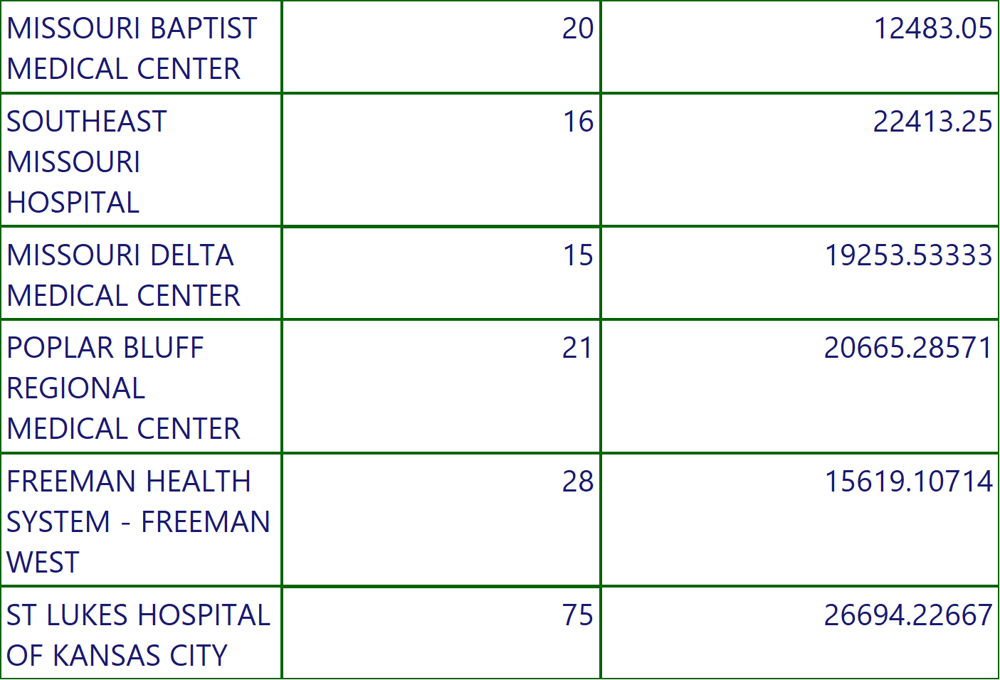 MISSOURI BAPTIST 20 12483.05
MEDICAL CENTER
SOUTHEAST 16 22413.25
MISSOURI
HOSPITAL
MISSOURI DELTA 15 19253.53333
MEDICAL CENTER
POPLAR BLUFF 21 20665.28571
REGIONAL
MEDICAL CENTER
FREEMAN HEALTH 28 15619.10714
SYSTEM - FREEMAN
WEST
ST LUKES HOSPITAL 75 26694.22667
OF KANSAS CITY